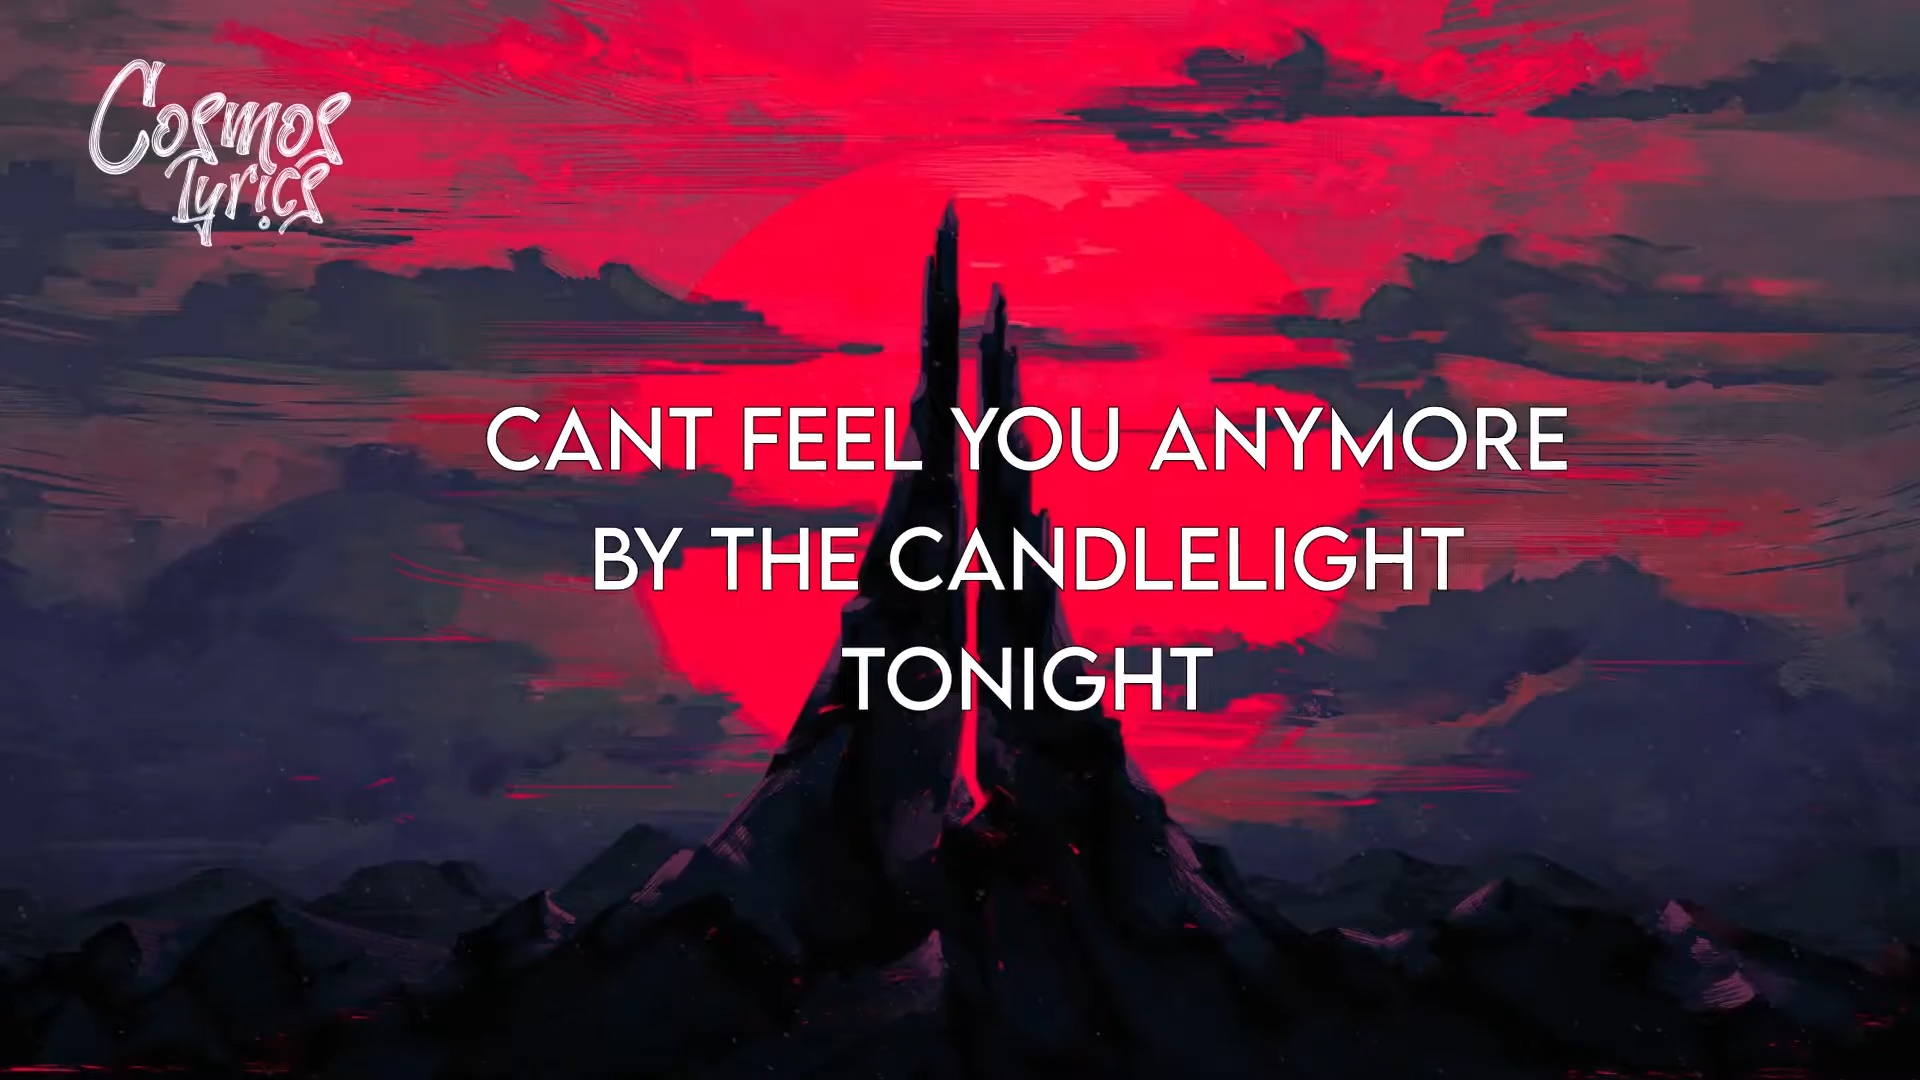 Cosmos
Lyrics
CANT FEEL YOU ANYMORE
BY THE CANDLELIGHT
TONIGHT